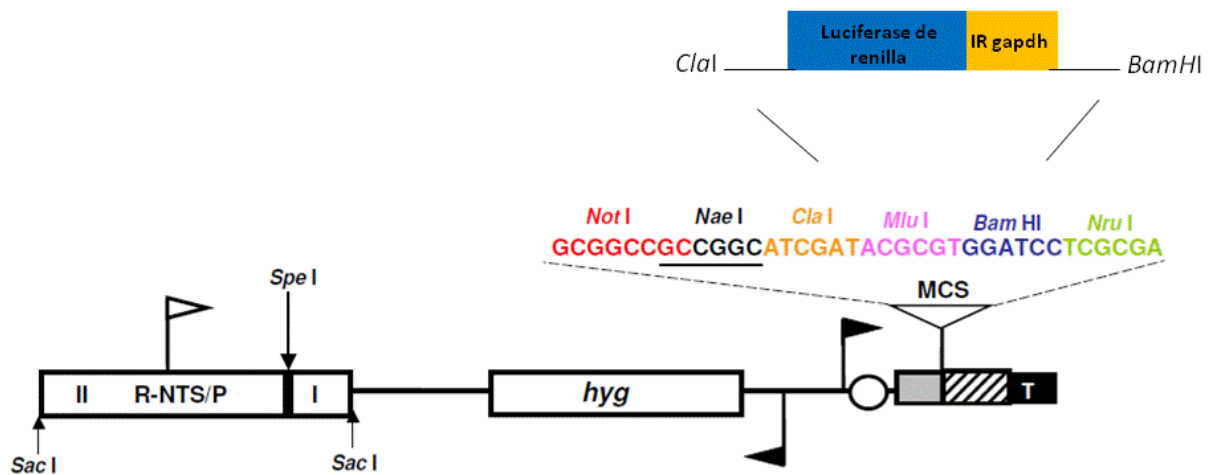 Luciferase de
renilla
IR gapdh
ClaI
BamHI
Not I
Nae I
Cla I
Mlu I
Bam HI
Nru I
GCGGCCGCCGGCATCGATACGCGTGGATCCTCGCGA
Spe I
MCS
II
R-NTS/P
I
hyg
T
Sac I
Sac I